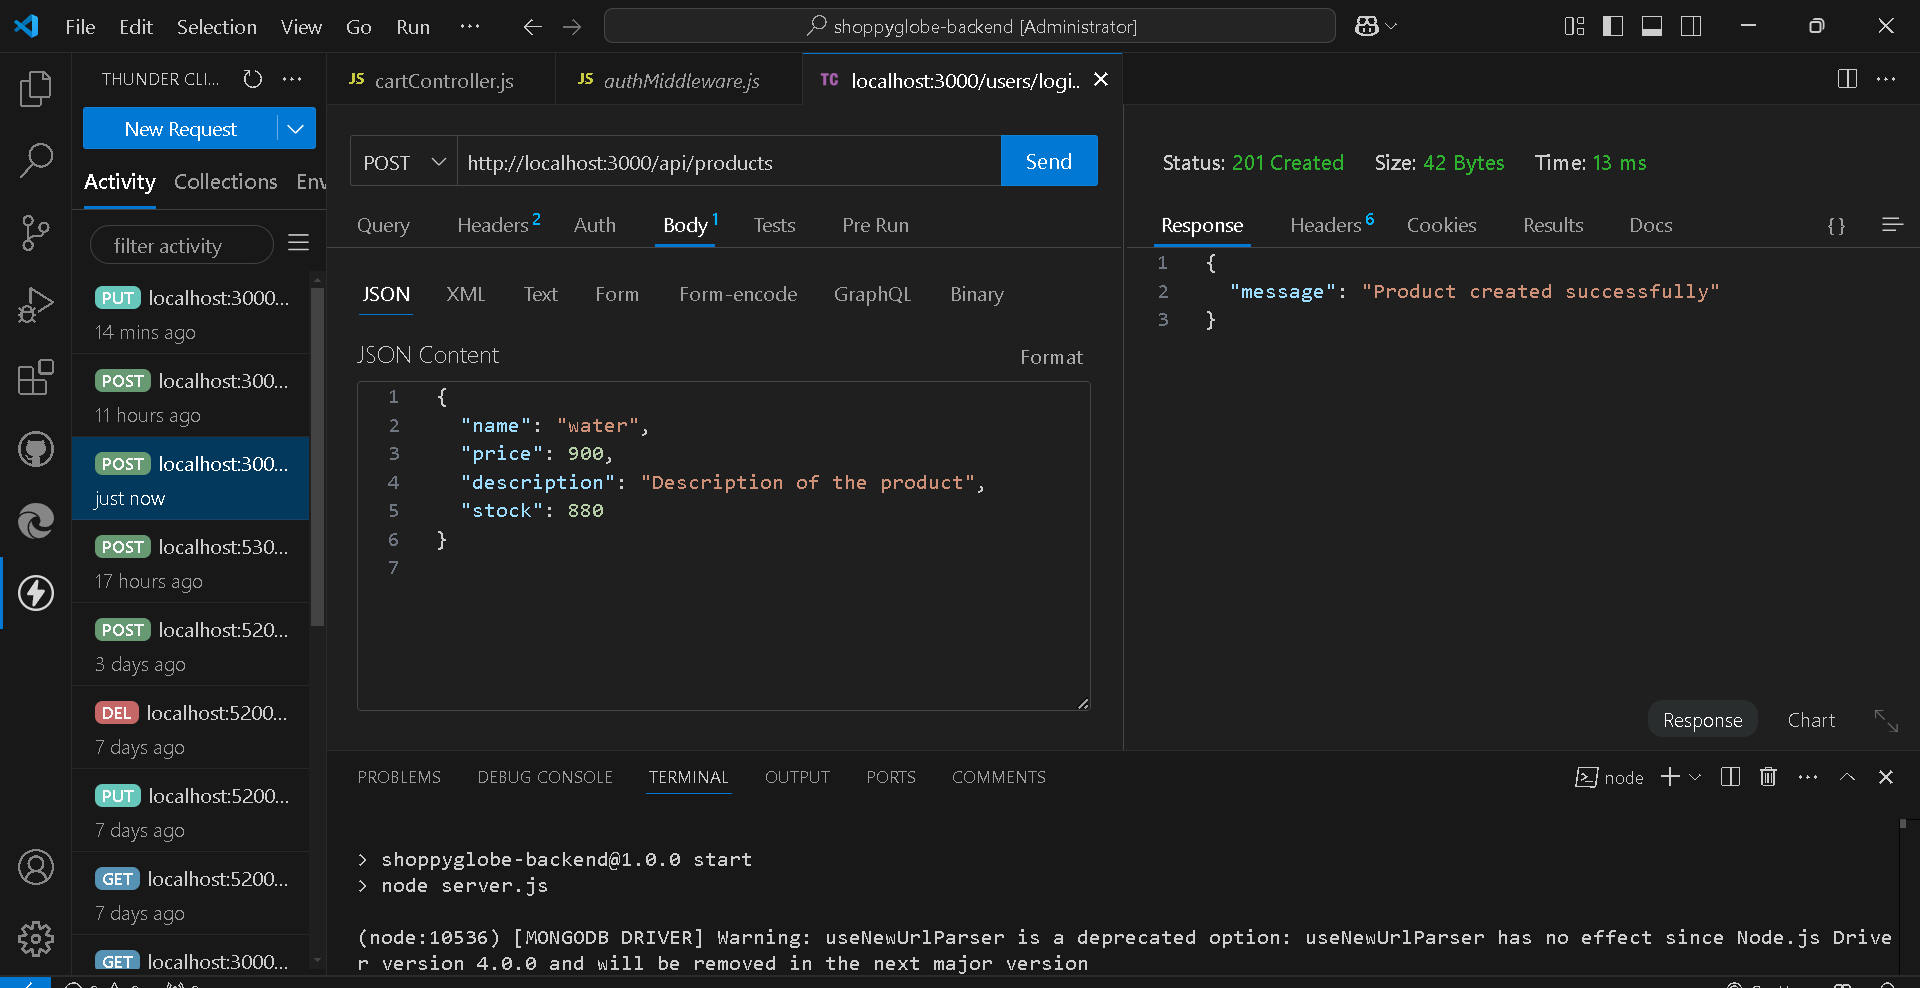 File Edit Selection View Go Run ···
shoppyglobe-backend [Administrator]
THUNDER CLI...
New Request
Activity Collections Env
filter activity
PUT localhost:3000...
14 mins ago
POST localhost:300...
11 hours ago
POST localhost:300...
just now
POST localhost:530...
17 hours ago
POST localhost:520...
3 days ago
DEL localhost:5200...
7 days ago
PUT localhost:5200...
7 days ago
GET localhost:5200...
7 days ago
GET localhost:3000...
JS cartController.js
JS authMiddleware.js
TC localhost:3000/users/logi..
POST http://localhost:3000/api/products Send
Query Headers 2 Auth Body 1 Tests Pre Run
JSON XML Text Form Form-encode GraphQL Binary
JSON Content Format
1 {
2 "name": "water",
3 "price": 900,
4 "description": "Description of the product",
5 "stock": 880
6 }
7
Status: 201 Created Size: 42 Bytes Time: 13 ms
Response Headers 6 Cookies Results Docs {}
1 {
2 "message": "Product created successfully"
3 }
Response Chart
PROBLEMS DEBUG CONSOLE TERMINAL OUTPUT PORTS COMMENTS
node
> shoppyglobe-backend@1.0.0 start
> node server.js
(node:10536) [MONGODB DRIVER] Warning: useNewUrlParser is a deprecated option: useNewUrlParser has no effect since Node.js Drive
r version 4.0.0 and will be removed in the next major version